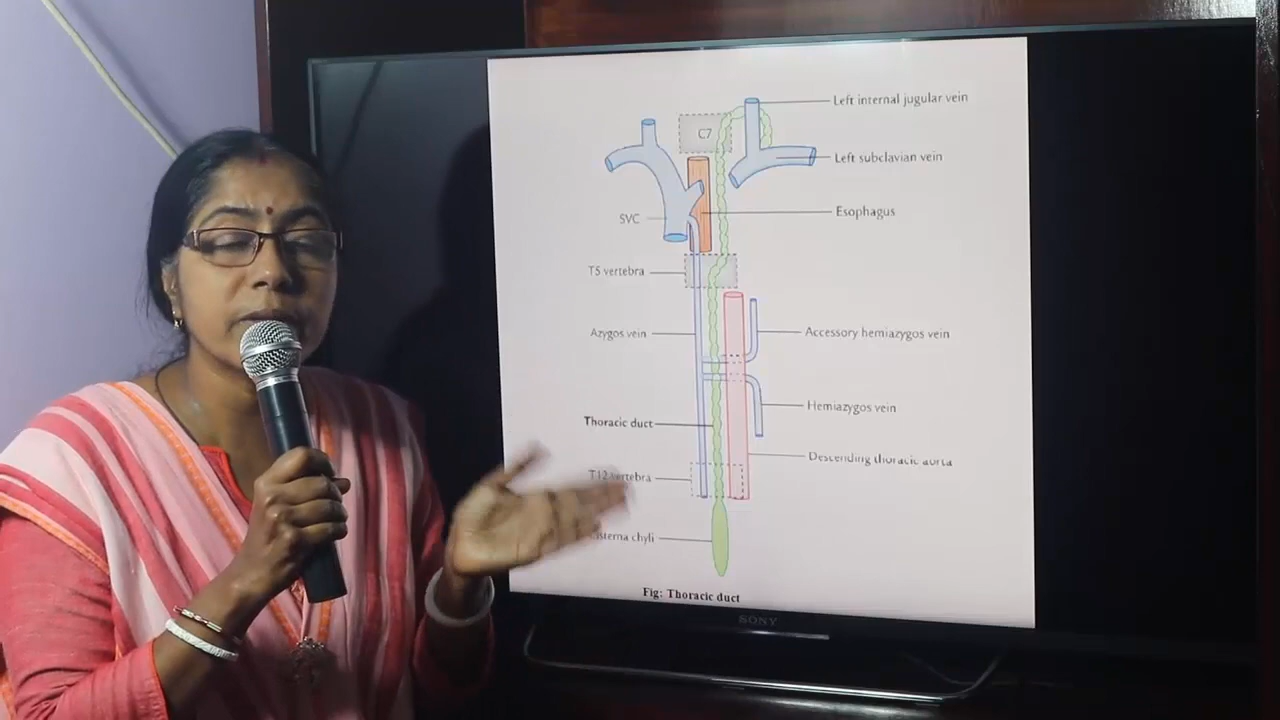 Left internal jugular vein
C7
Left subclavian vein
SVC
Esophagus
T5 vertebra
Azygos vein
Accessory hemiazygos vein
Hemiazygos vein
Thoracic duct
Descending thoracic aorta
T12 vertebra
chyli
Fig: Thoracic duct
SONY